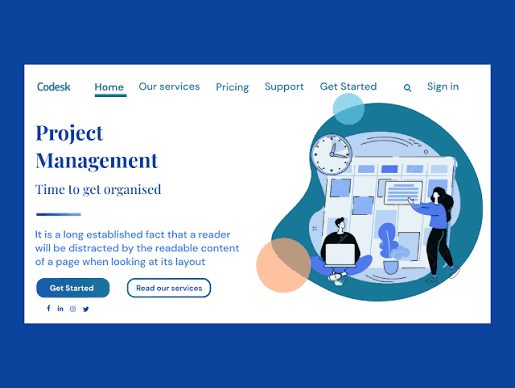 Codesk Home Our services Pricing Support Get Started Sign in
Project
Management
Time to get organised
It is a long established fact that a reader
will be distracted by the readable content
of a page when looking at its layout
Get Started Read our services